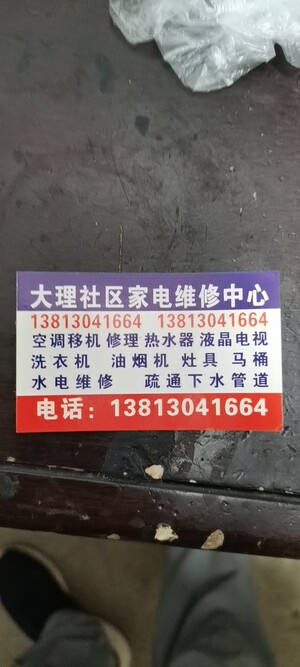 大理社区家电维修中心
13813041664 13813041664
空调移机 修理 热水器 液晶电视
洗衣机 油烟机 灶具 马桶
水电维修 疏通下水管道
电话：13813041664